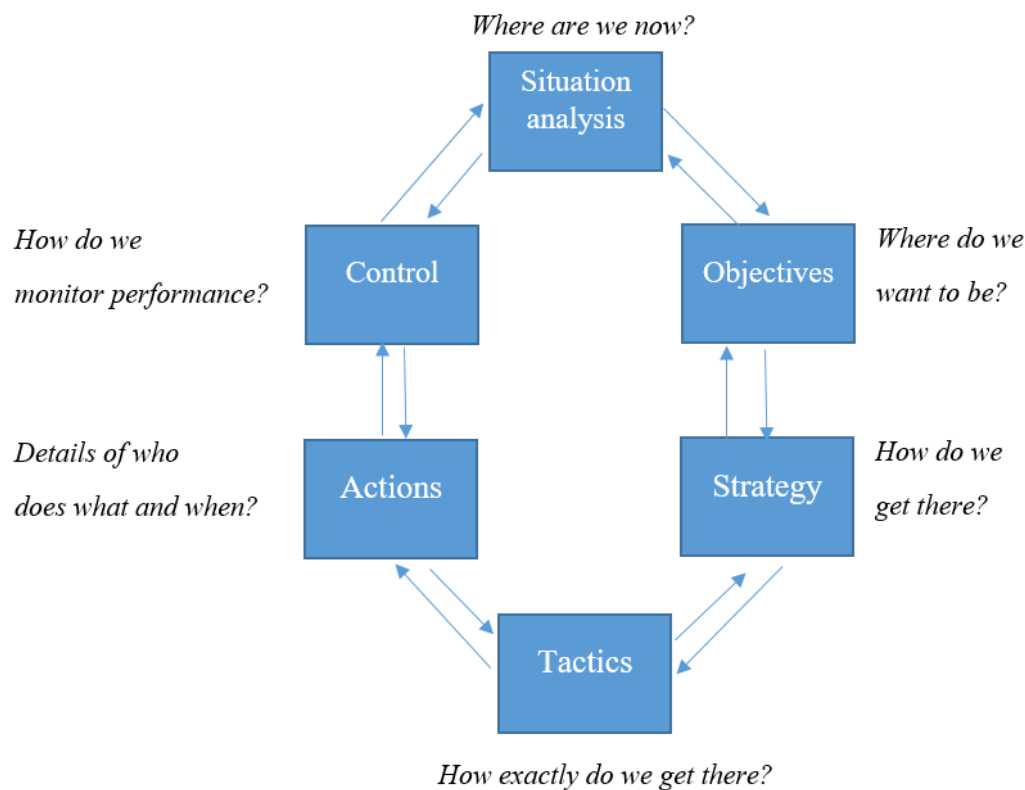 Where are we now?
Situation
analysis
How do we
monitor performance?
Control
Objectives
Where do we
want to be?
Details of who
does what and when?
Actions
Strategy
How do we
get there?
Tactics
How exactly do we get there?